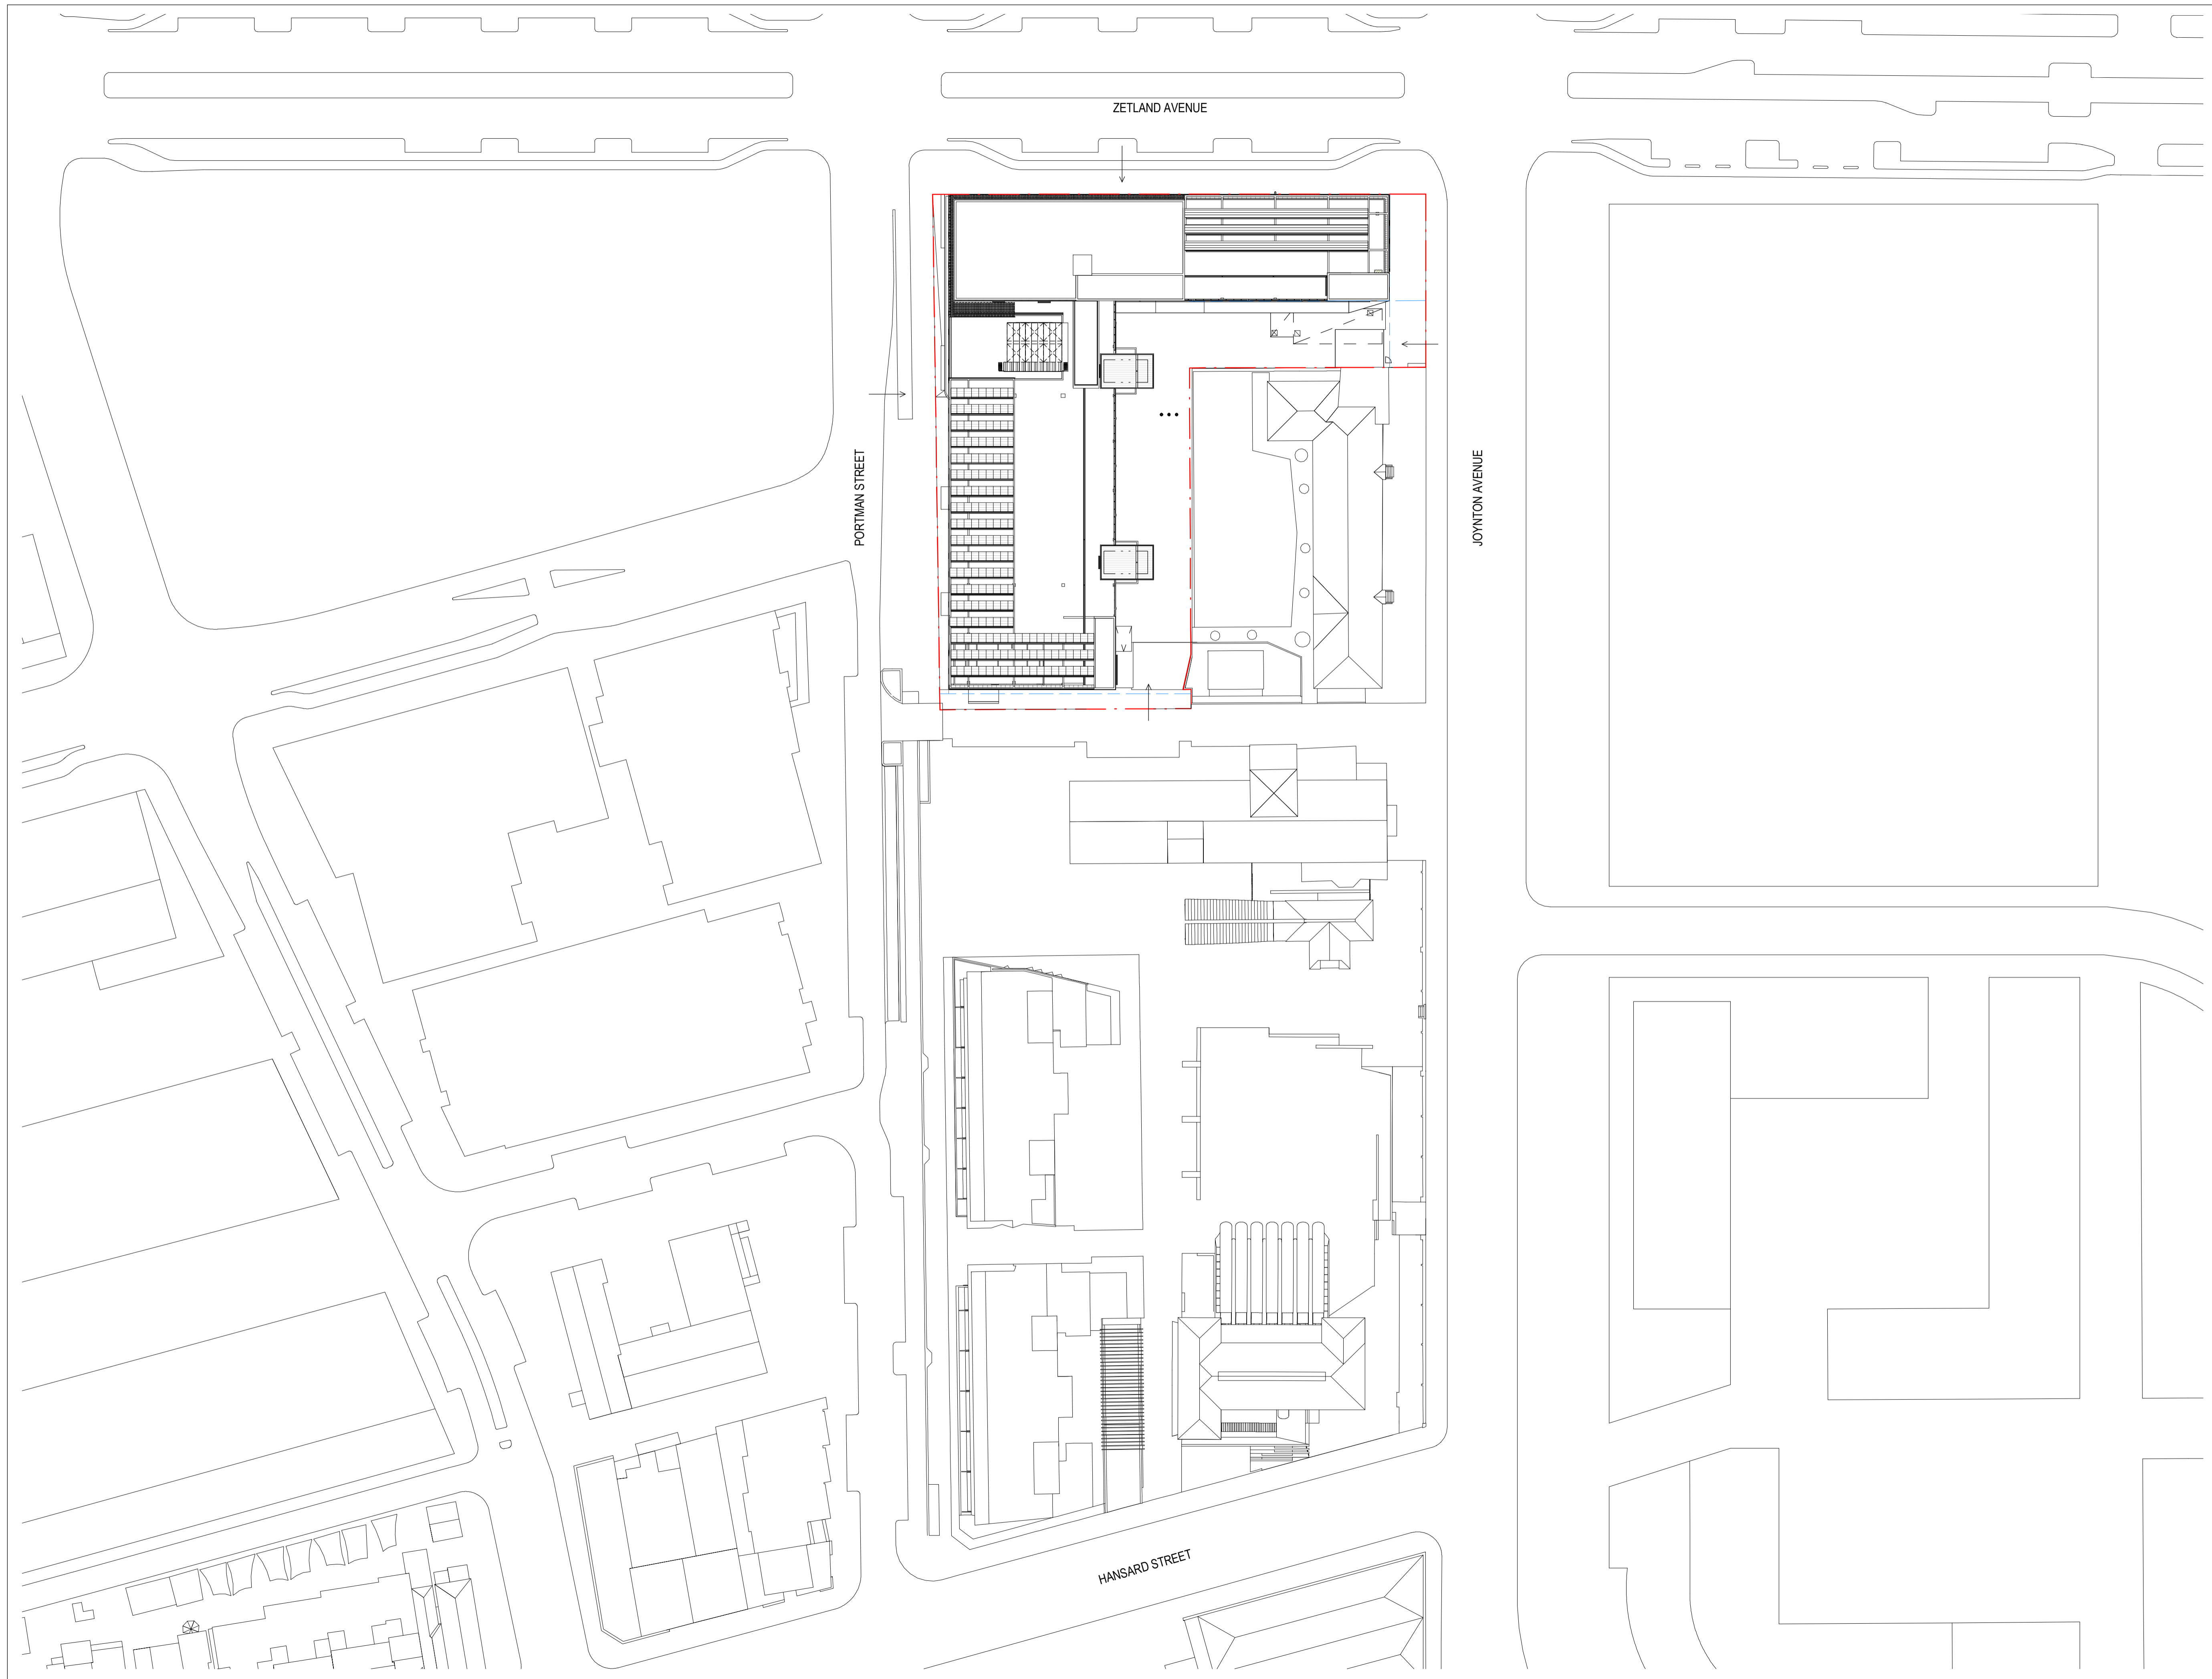 ZETLAND AVENUE
PORTMAN STREET
JOYNTON AVENUE
HANSARD STREET